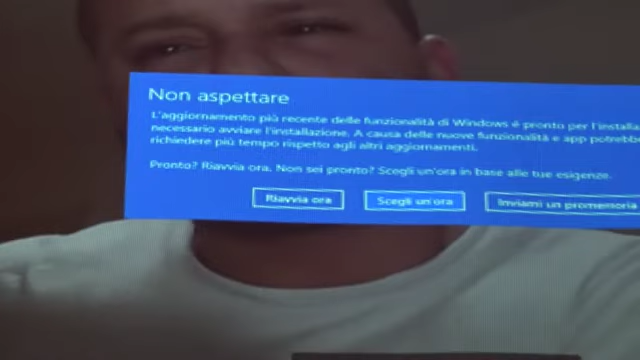 Non aspettare
L'aggiornamento più recente delle funzionalità di Windows è pronto per l'installa
necessario avviare l'installazione. A causa delle nuove funzionalità e app potrebb
richiedere più tempo rispetto agli altri aggiornamenti.
Pronto? Riavvia ora. Non sei pronto? Scegli un'ora in base alle tue esigenze.
Riavvia ora Scegli un'ora Inviami un promemoria